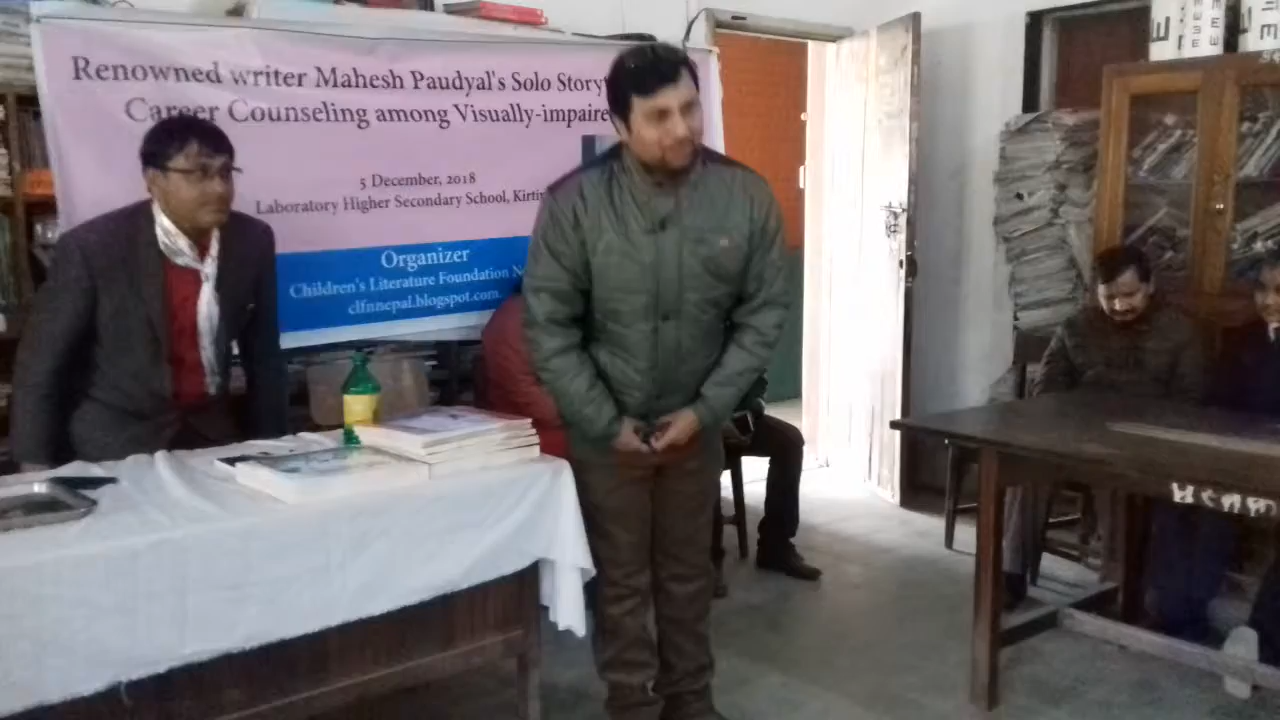 Renowned writer Mahesh Paudyal's Solo Story
Career Counseling among Visually-impaire
5 December, 2018
Laboratory Higher Secondary School, Kirti
Organizer
Children's Literature Foundation N
clfnnepal.blogspot.com